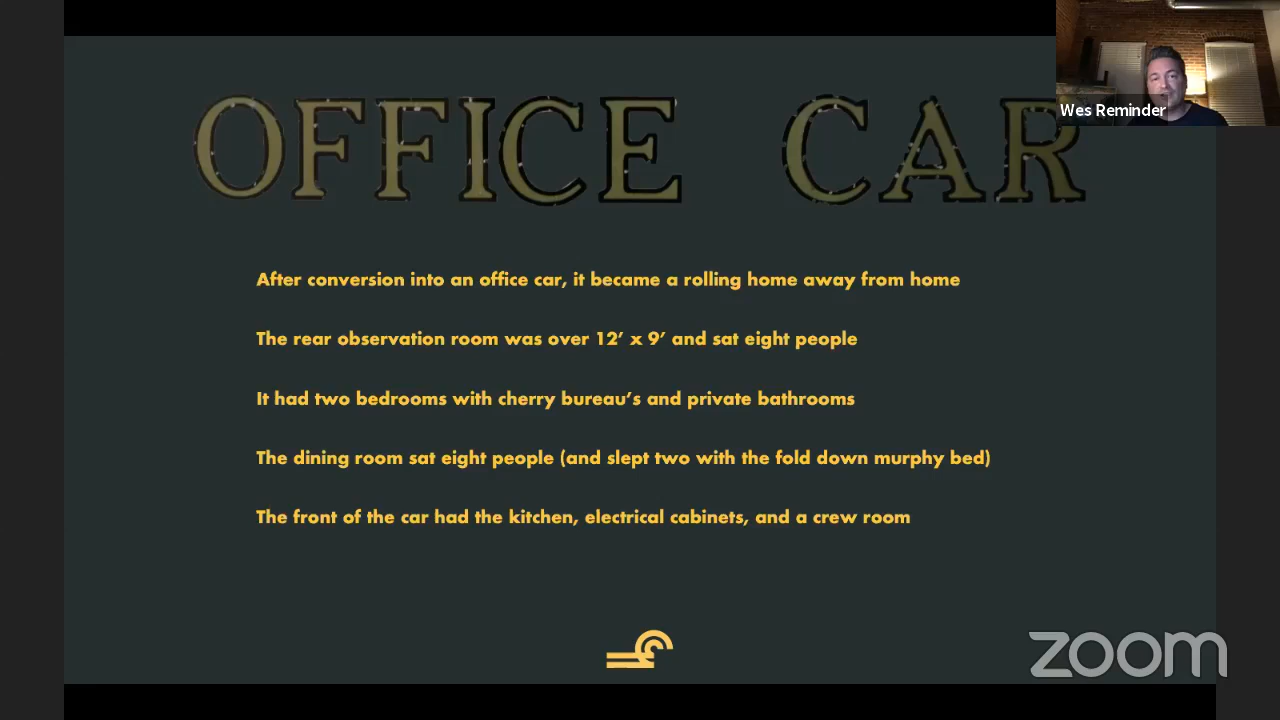 OFFICE CAR
Wes Reminder
After conversion into an office car, it became a rolling home away from home
The rear observation room was over 12’ x 9’ and sat eight people
It had two bedrooms with cherry bureau’s and private bathrooms
The dining room sat eight people (and slept two with the fold down murphy bed)
The front of the car had the kitchen, electrical cabinets, and a crew room
zoom